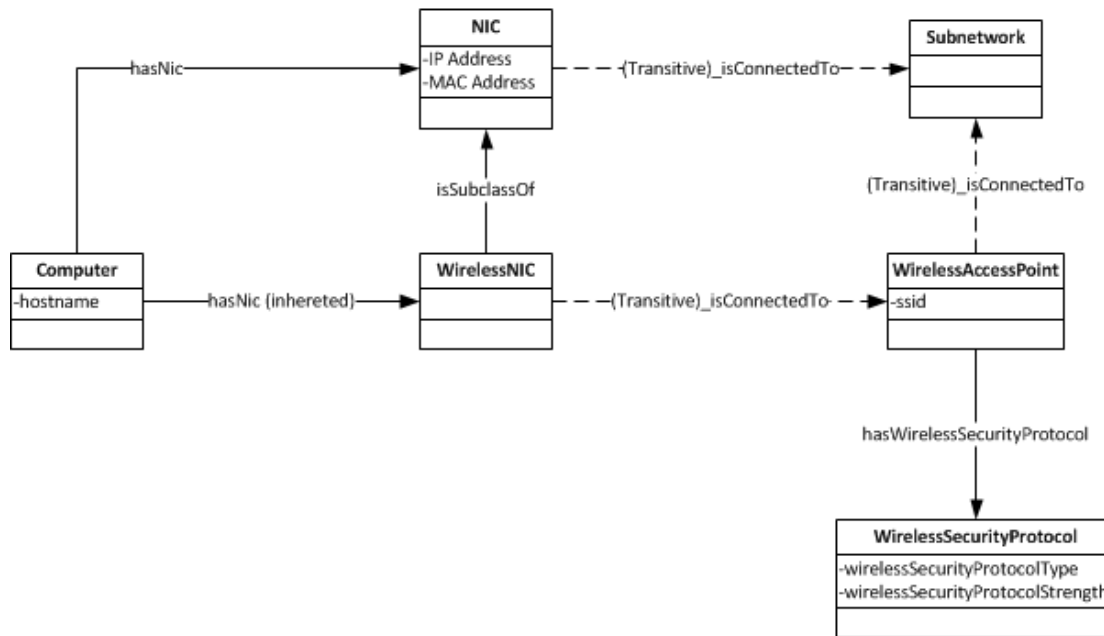 NIC
-IP Address
-MAC Address
Subnetwork
hasNic
(Transitive)_isConnectedTo
isSubclassOf
(Transitive)_isConnectedTo
Computer
-hostname
WirelessNIC
WirelessAccessPoint
-ssid
hasNic (inhereted)
(Transitive)_isConnectedTo
hasWirelessSecurityProtocol
WirelessSecurityProtocol
-wirelessSecurityProtocolType
-wirelessSecurityProtocolStrength